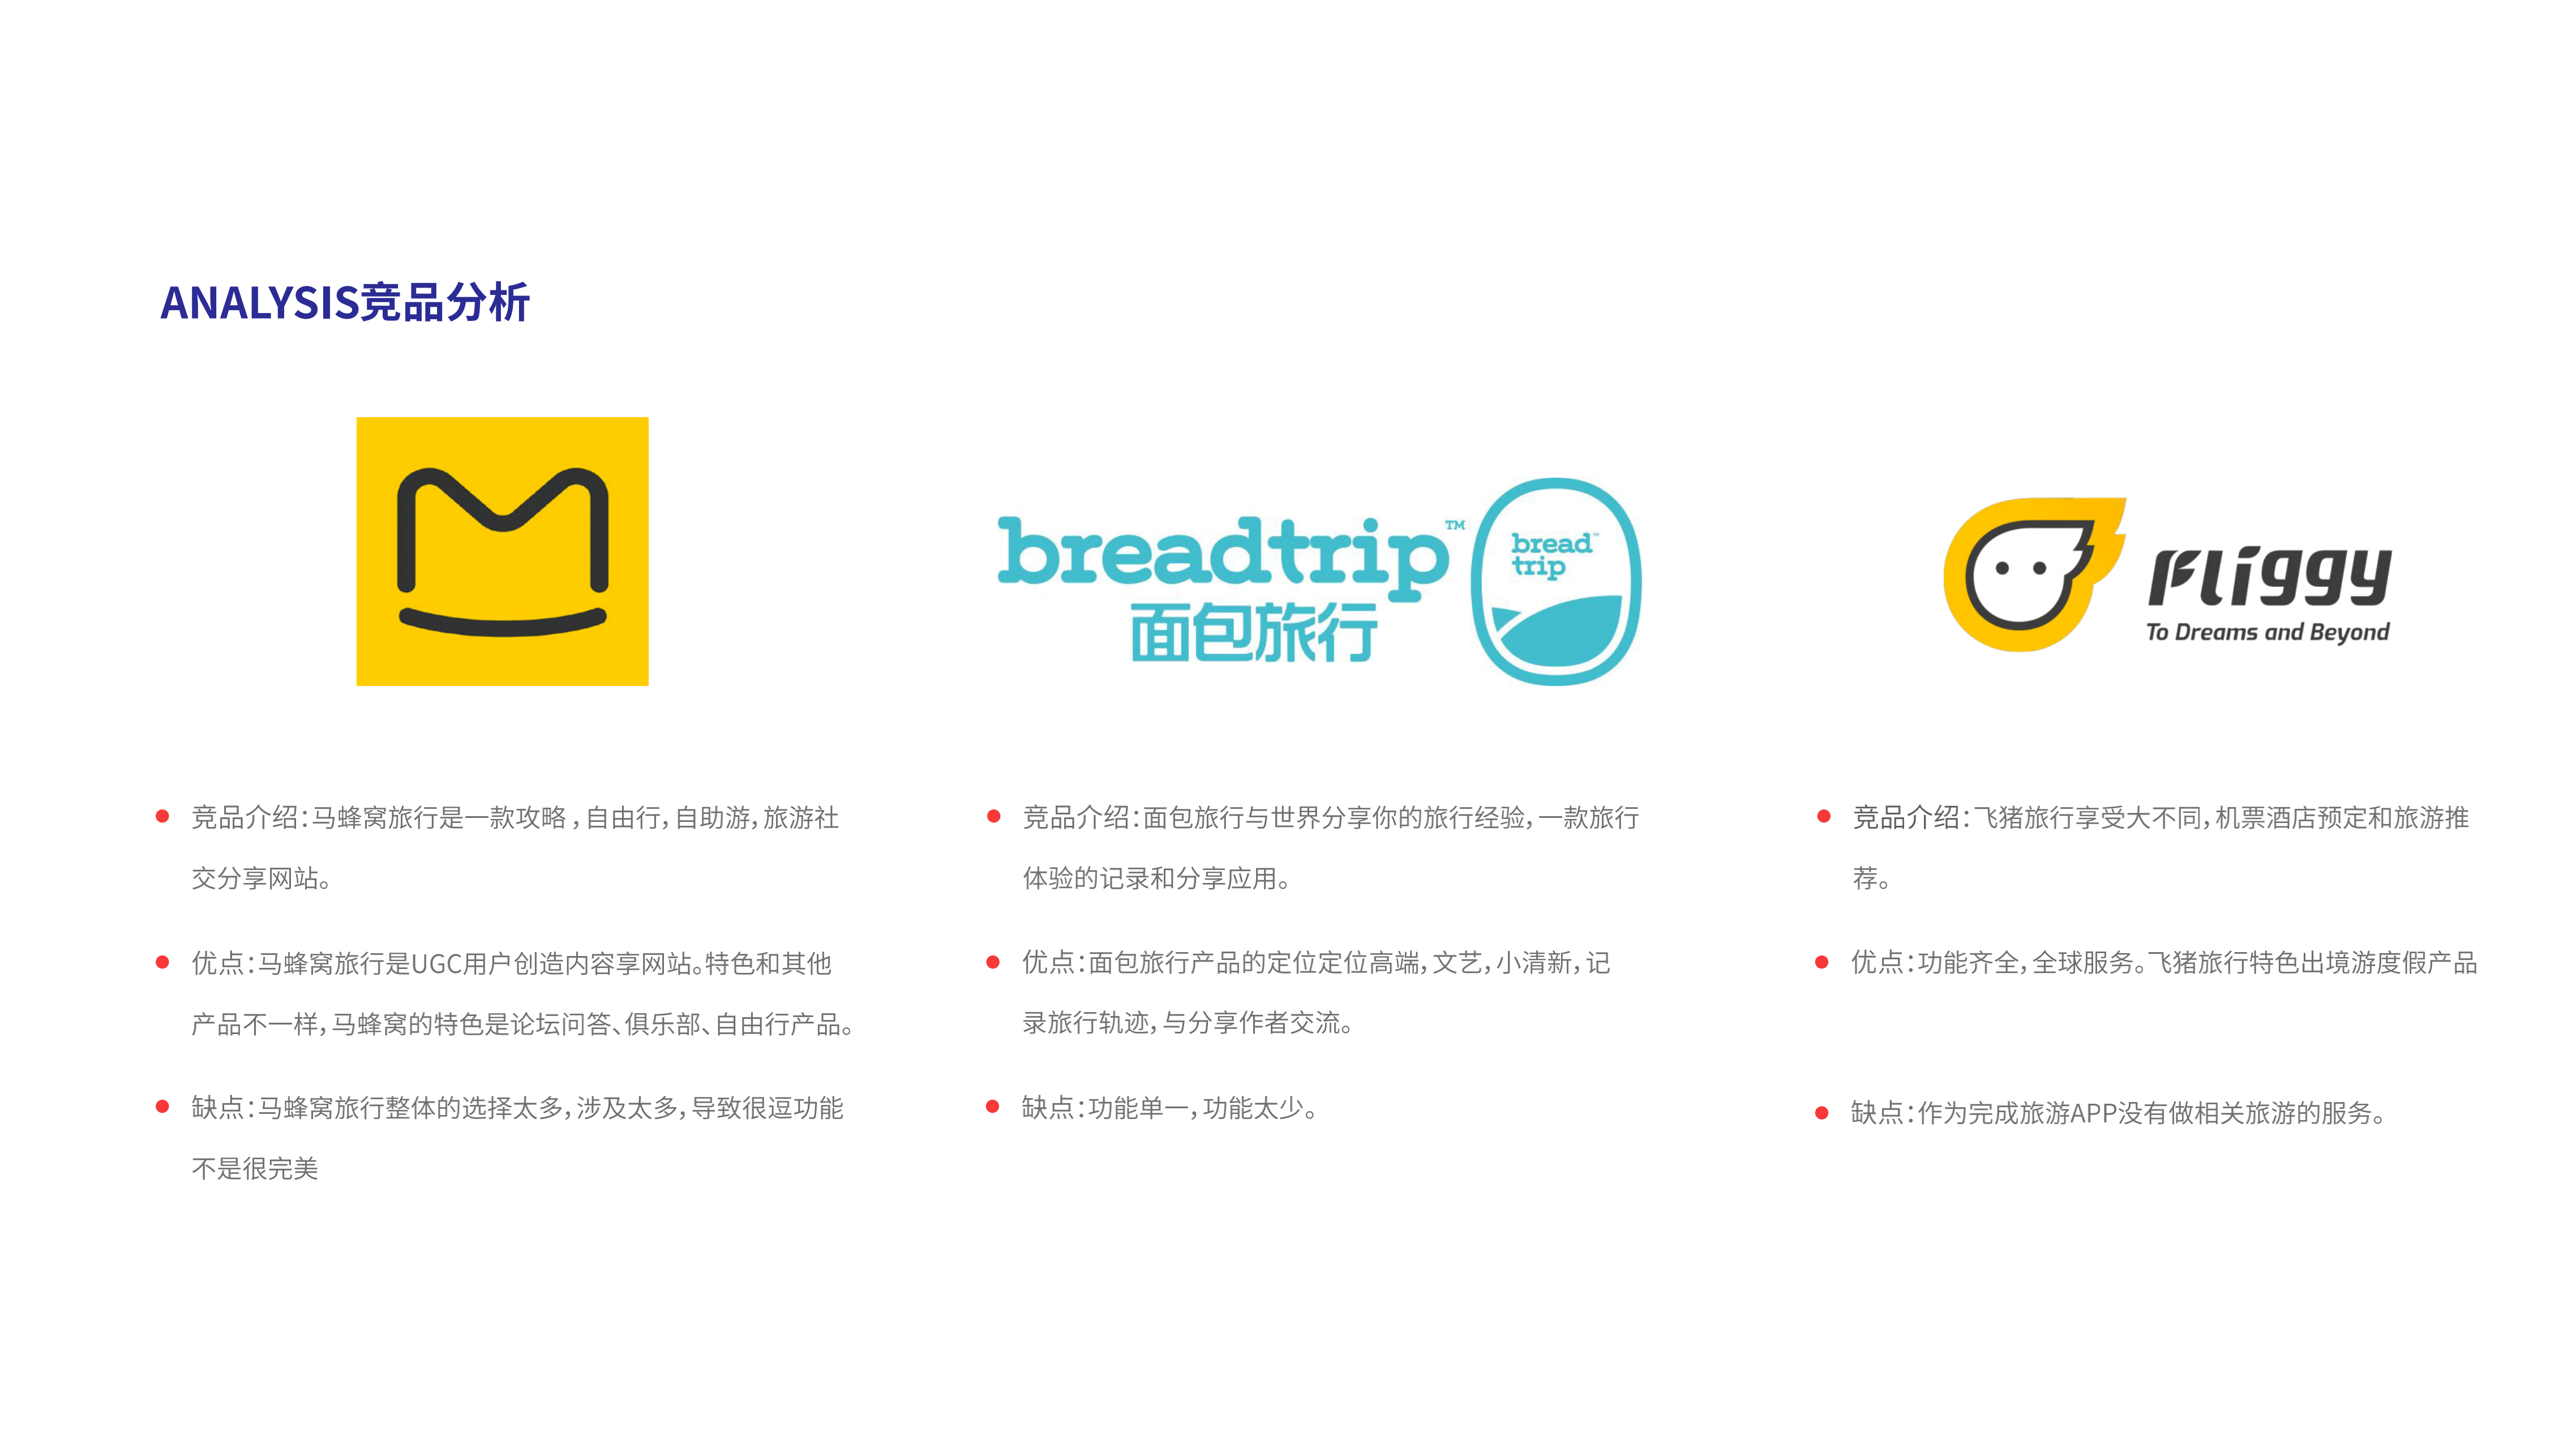 ANALYSIS竞品分析
breadtrip™
面包旅行
bread™
trip
Fliggy
To Dreams and Beyond
竞品介绍:马蜂窝旅行是一款攻略 , 自由行, 自助游, 旅游社
交分享网站。
优点:马蜂窝旅行是UGC用户创造内容享网站。特色和其他
产品不一样, 马蜂窝的特色是论坛问答、俱乐部、自由行产品。
缺点:马蜂窝旅行整体的选择太多, 涉及太多, 导致很逗功能
不是很完美
竞品介绍:面包旅行与世界分享你的旅行经验, 一款旅行
体验的记录和分享应用。
优点:面包旅行产品的定位定位高端, 文艺, 小清新, 记
录旅行轨迹, 与分享作者交流。
缺点:功能单一, 功能太少。
竞品介绍:飞猪旅行享受大不同, 机票酒店预定和旅游推
荐。
优点:功能齐全, 全球服务。飞猪旅行特色出境游度假产品
缺点:作为完成旅游APP没有做相关旅游的服务。